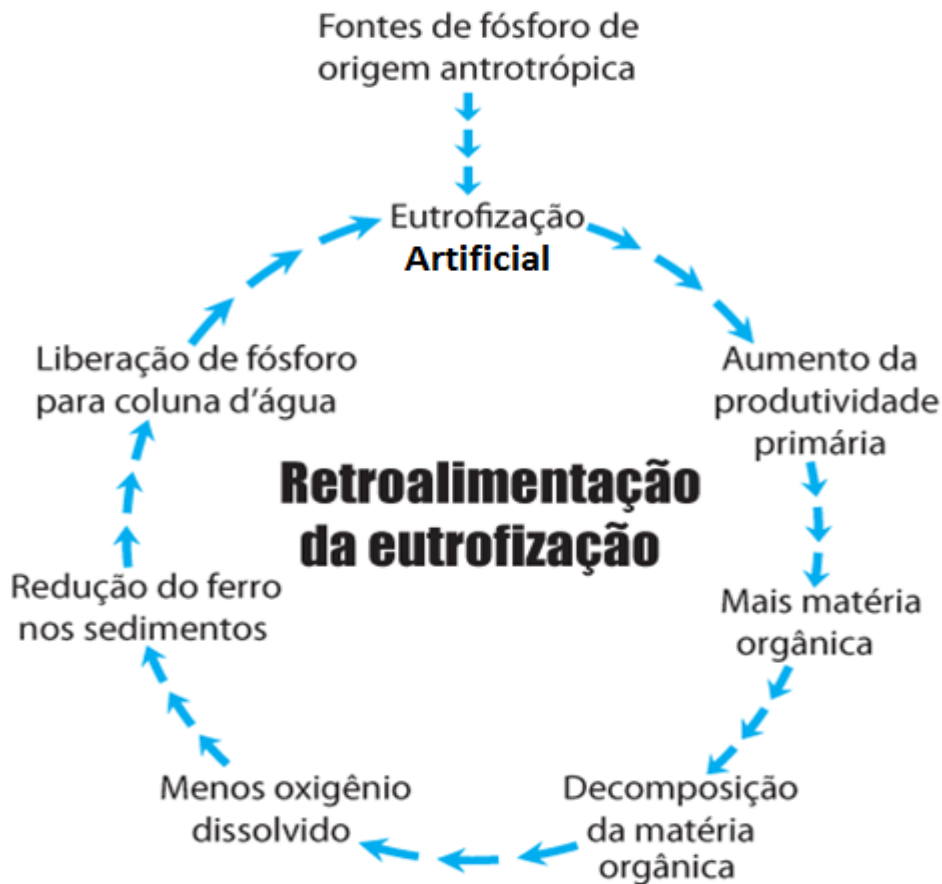 Fontes de fósforo de
origem antrotrópica
Eutrofização
Artificial
Aumento da
produtividade
primária
Mais matéria
orgânica
Decomposição
da matéria
orgânica
Menos oxigênio
dissolvido
Redução do ferro
nos sedimentos
Liberação de fósforo
para coluna d'água
Retroalimentação
da eutrofização